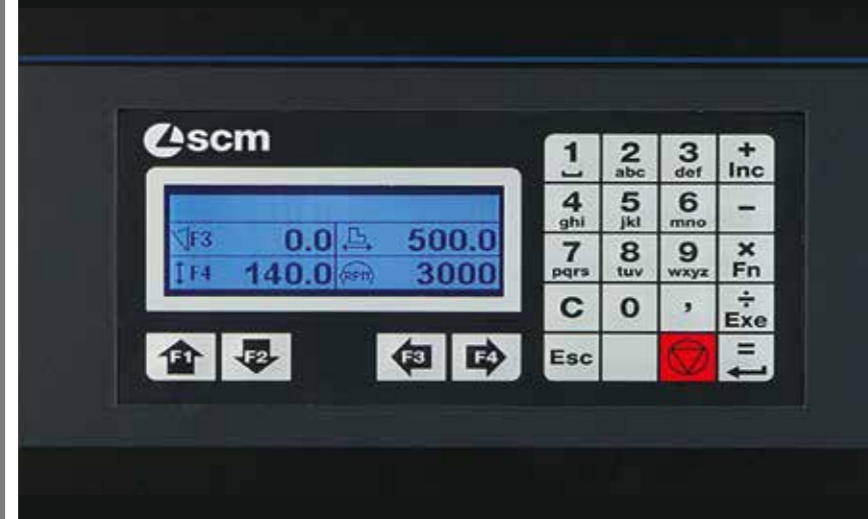 scm
F3 0.0 500.0
F4 140.0 RPM 3000
F1 F2 F3 F4
1 2 3 +
abc def Inc
4 5 6 -
ghi jkl mno
7 8 9 ×
pqrs tuv wxyz Fn
C 0 , ÷
Exe
Esc =